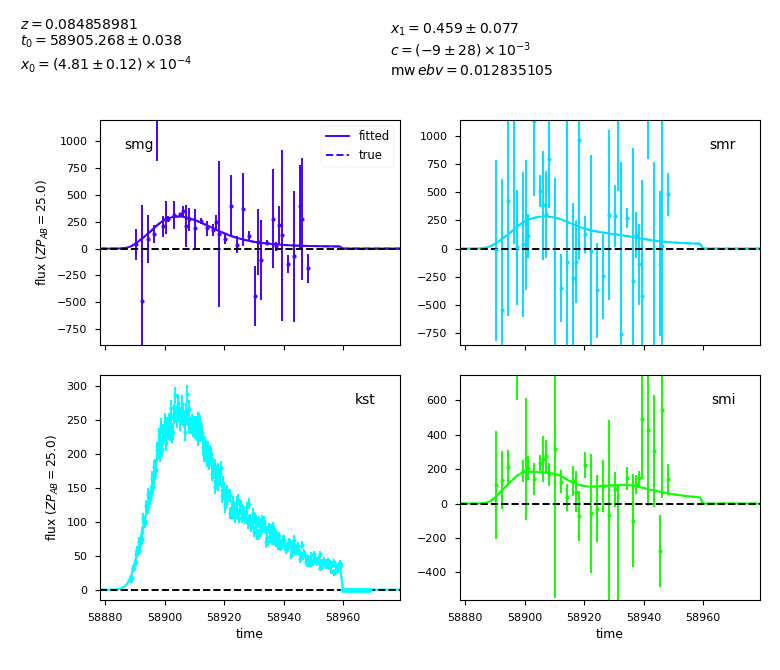 z = 0.084858981
t₀ = 58905.268 ± 0.038
x₀ = (4.81 ± 0.12) × 10⁻⁴
x₁ = 0.459 ± 0.077
c = (−9 ± 28) × 10⁻³
mw ebv = 0.012835105
smg
fitted
true
1000
750
500
250
0
−250
−500
−750
flux (ZP_AB = 25.0)
smr
1000
750
500
250
0
−250
−500
−750
kst
300
250
200
150
100
50
0
flux (ZP_AB = 25.0)
58880 58900 58920 58940 58960
time
smi
600
400
200
0
−200
−400
58880 58900 58920 58940 58960
time